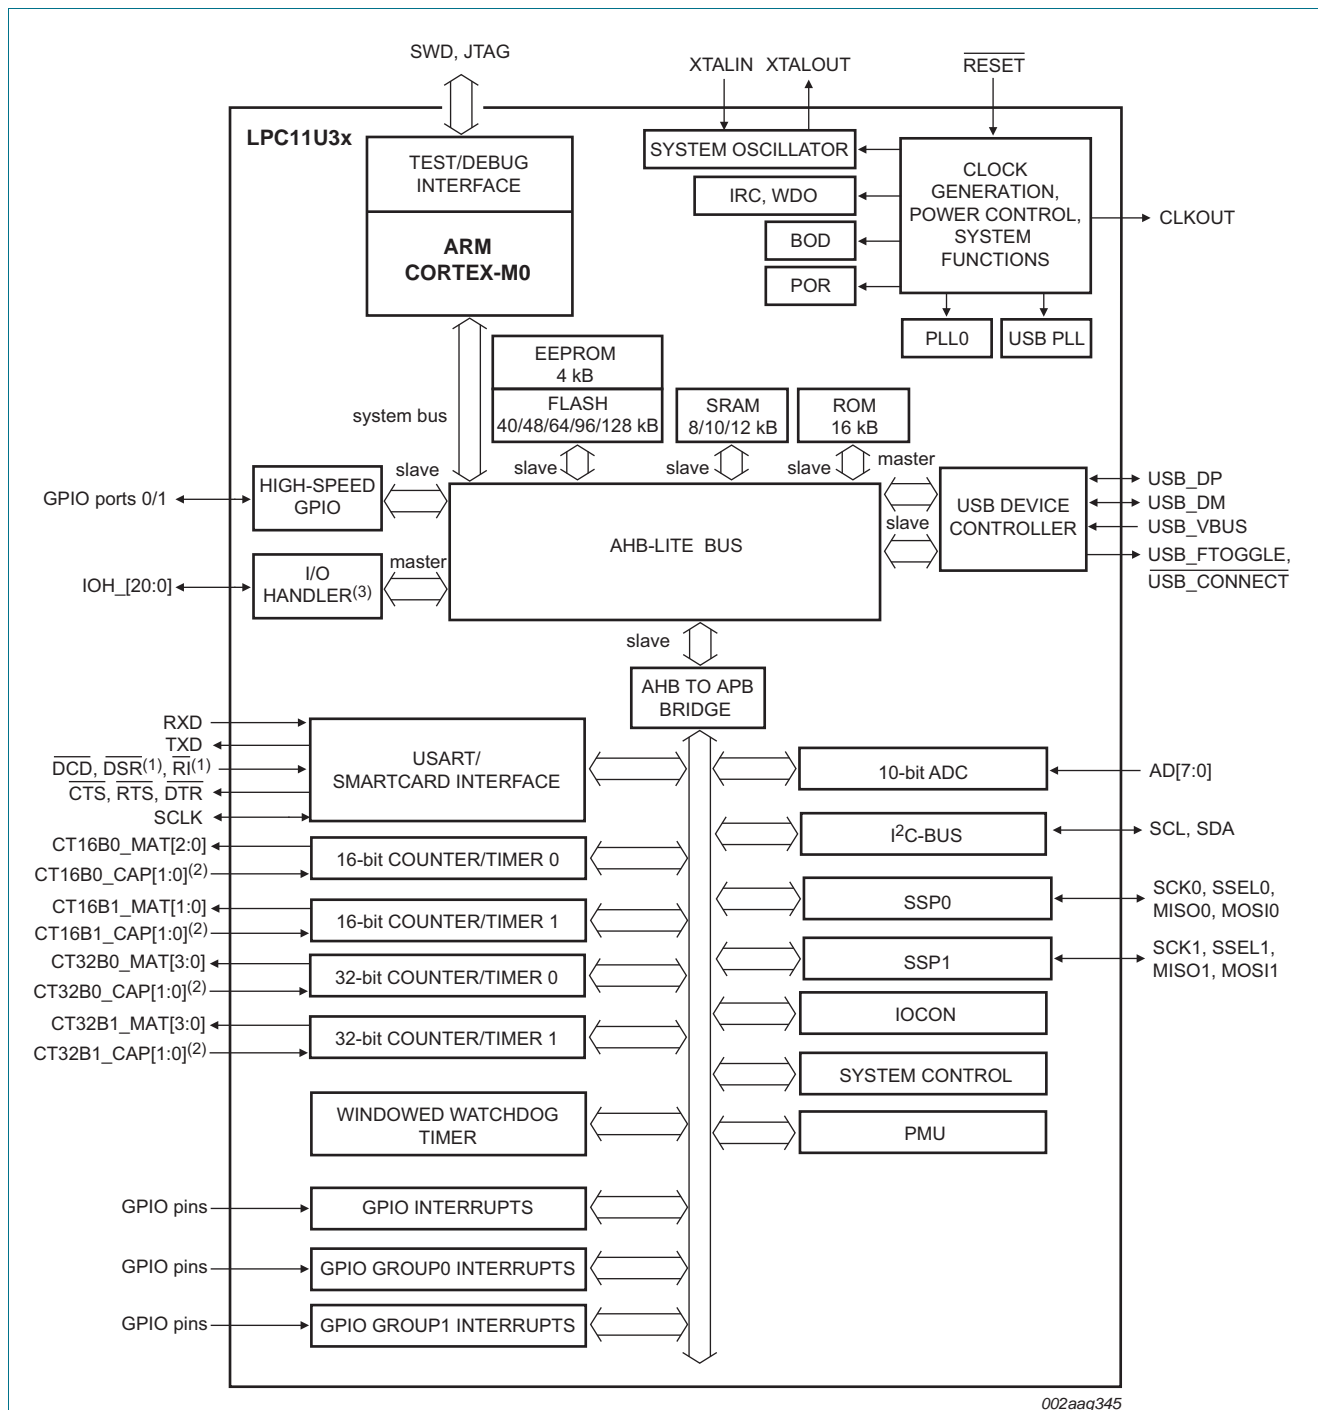 SWD, JTAG
XTALIN XTALOUT
RESET
LPC11U3x
TEST/DEBUG
INTERFACE
ARM
CORTEX-M0
SYSTEM OSCILLATOR
IRC, WDO
BOD
POR
CLOCK
GENERATION,
POWER CONTROL,
SYSTEM
FUNCTIONS
CLKOUT
PLL0
USB PLL
system bus
EEPROM
4 kB
FLASH
40/48/64/96/128 kB
SRAM
8/10/12 kB
ROM
16 kB
slave
slave
slave
slave
master
GPIO ports 0/1
HIGH-SPEED
GPIO
AHB-LITE BUS
slave
USB DEVICE
CONTROLLER
USB_DP
USB_DM
USB_VBUS
USB_FTOGGLE,
USB_CONNECT
IOH_[20:0]
I/O
HANDLER(3)
master
slave
AHB TO APB
BRIDGE
RXD
TXD
DCD, DSR(1), RI(1)
CTS, RTS, DTR
SCLK
USART/
SMARTCARD INTERFACE
CT16B0_MAT[2:0]
CT16B0_CAP[1:0](2)
16-bit COUNTER/TIMER 0
CT16B1_MAT[1:0]
CT16B1_CAP[1:0](2)
16-bit COUNTER/TIMER 1
CT32B0_MAT[3:0]
CT32B0_CAP[1:0](2)
32-bit COUNTER/TIMER 0
CT32B1_MAT[3:0]
CT32B1_CAP[1:0](2)
32-bit COUNTER/TIMER 1
WINDOWED WATCHDOG
TIMER
GPIO pins
GPIO INTERRUPTS
GPIO pins
GPIO GROUP0 INTERRUPTS
GPIO pins
GPIO GROUP1 INTERRUPTS
10-bit ADC
AD[7:0]
I2C-BUS
SCL, SDA
SSP0
SCK0, SSEL0,
MISO0, MOSI0
SSP1
SCK1, SSEL1,
MISO1, MOSI1
IOCON
SYSTEM CONTROL
PMU
002aag345